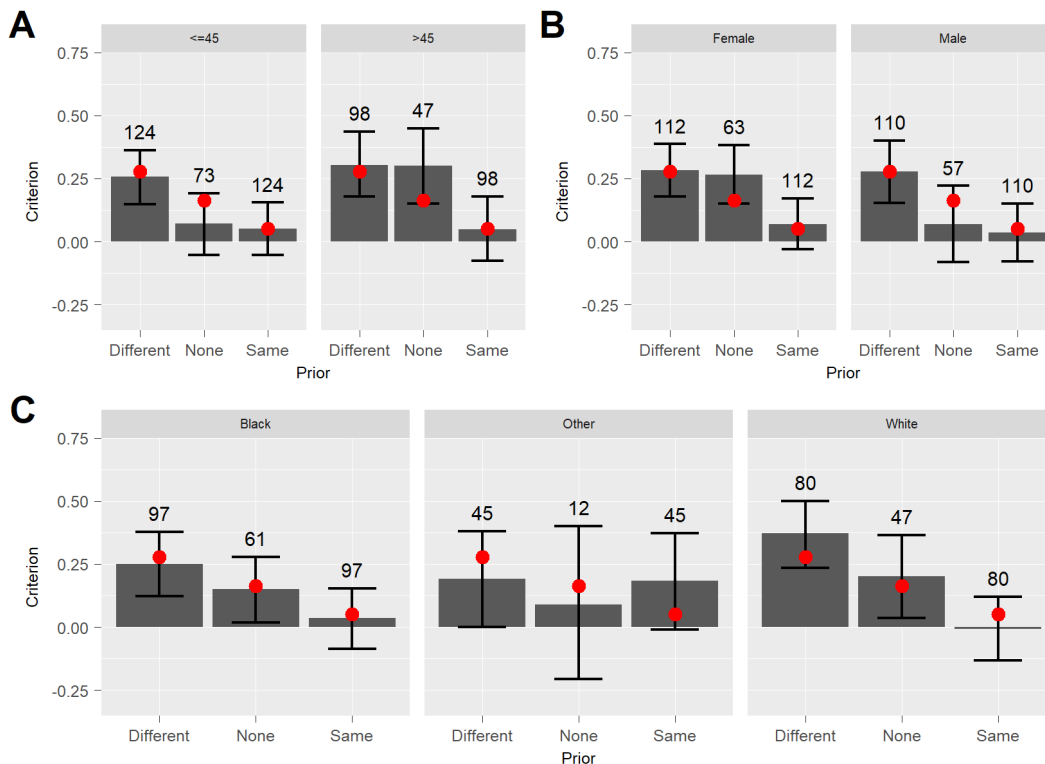 A
B
<=45
>45
Female
Male
Criterion
0.75
0.50
0.25
0.00
-0.25
124
73
124
98
47
98
Different
None
Same
Different
None
Same
Prior
Criterion
0.75
0.50
0.25
0.00
-0.25
112
63
112
110
57
110
Different
None
Same
Different
None
Same
Prior
C
Black
Other
White
Criterion
0.75
0.50
0.25
0.00
-0.25
97
61
97
45
12
45
80
47
80
Different
None
Same
Different
None
Same
Different
None
Same
Prior